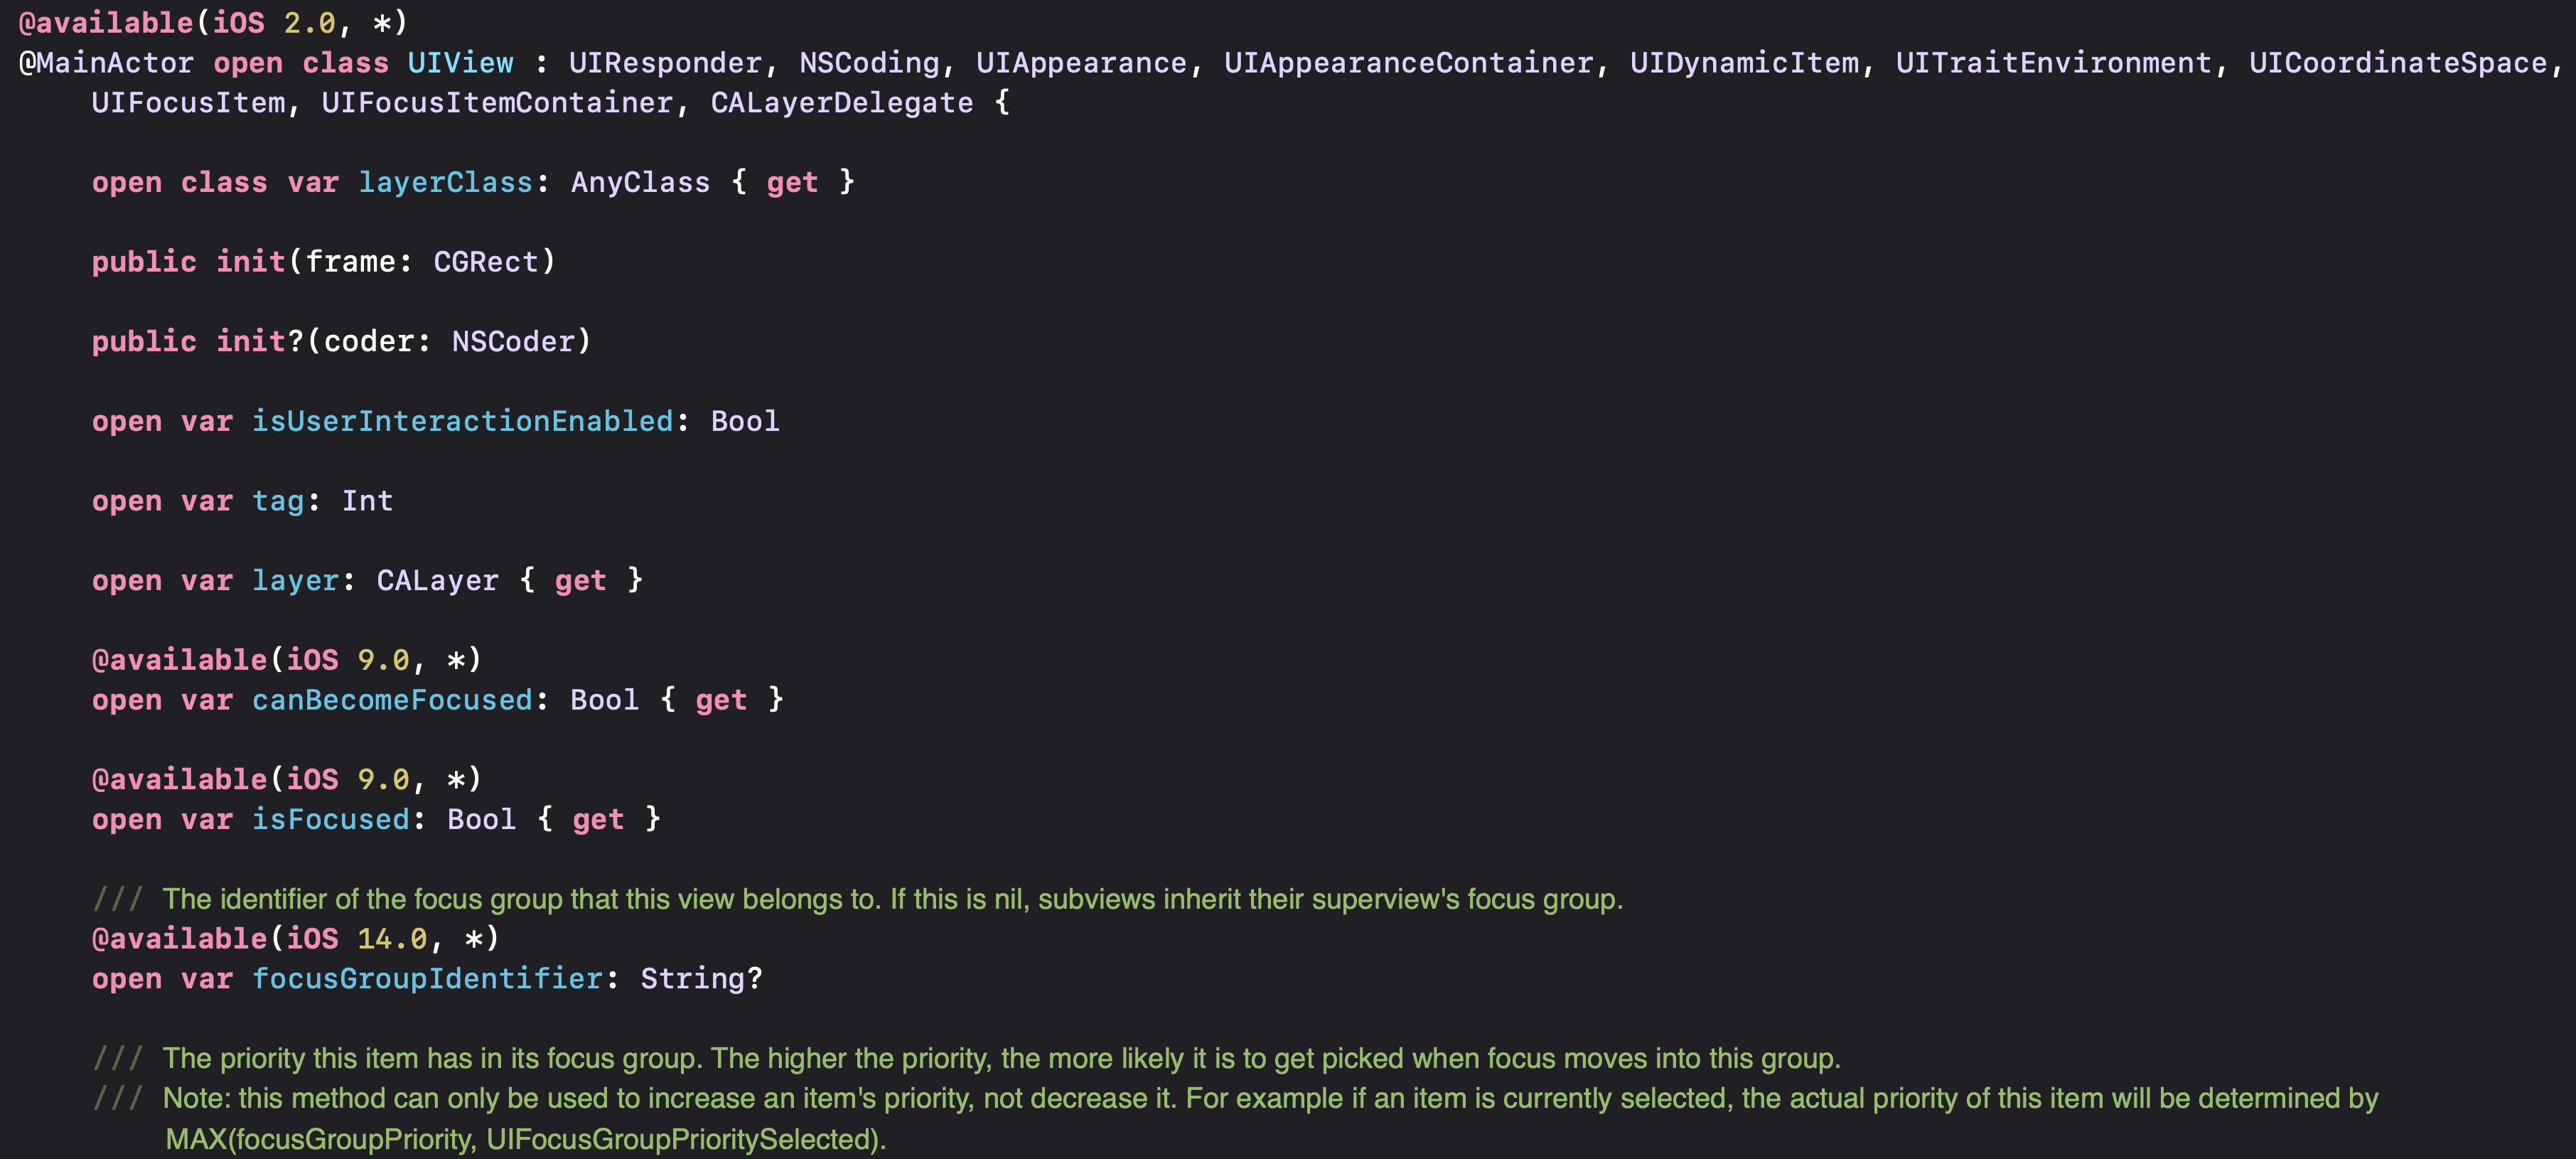 @available(iOS 2.0, *)
@MainActor open class UIView : UIResponder, NSCoding, UIAppearance, UIAppearanceContainer, UIDynamicItem, UITraitEnvironment, UICoordinateSpace,
UIFocusItem, UIFocusItemContainer, CALayerDelegate {
open class var layerClass: AnyClass { get }
public init(frame: CGRect)
public init?(coder: NSCoder)
open var isUserInteractionEnabled: Bool
open var tag: Int
open var layer: CALayer { get }
@available(iOS 9.0, *)
open var canBecomeFocused: Bool { get }
@available(iOS 9.0, *)
open var isFocused: Bool { get }
/// The identifier of the focus group that this view belongs to. If this is nil, subviews inherit their superview's focus group.
@available(iOS 14.0, *)
open var focusGroupIdentifier: String?
/// The priority this item has in its focus group. The higher the priority, the more likely it is to get picked when focus moves into this group.
/// Note: this method can only be used to increase an item's priority, not decrease it. For example if an item is currently selected, the actual priority of this item will be determined by
MAX(focusGroupPriority, UIFocusGroupPrioritySelected).